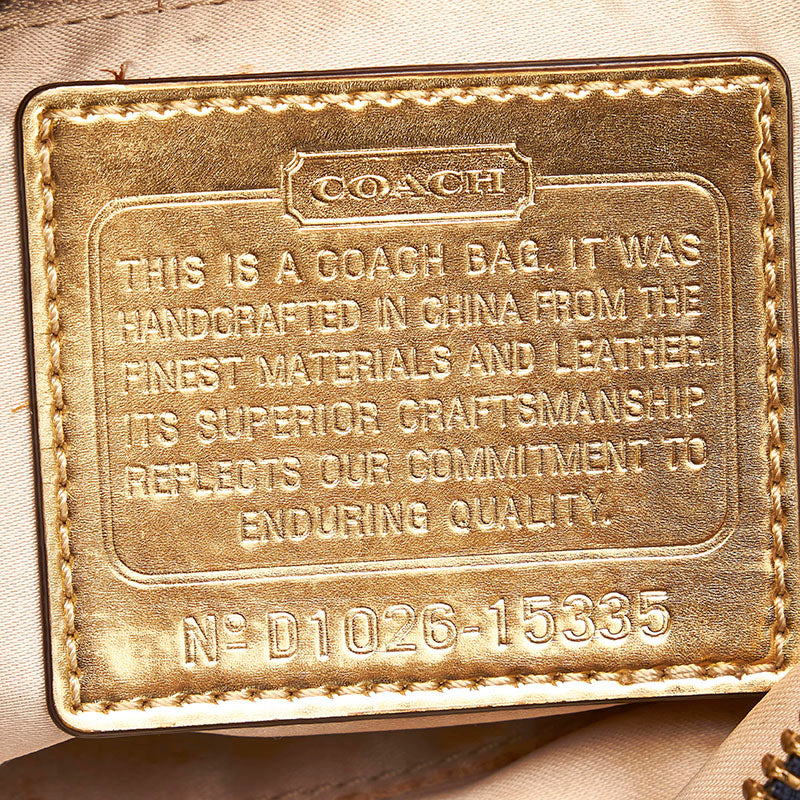 COACH
THIS IS A COACH BAG. IT WAS
HANDCRAFTED IN CHINA FROM THE
FINEST MATERIALS AND LEATHER.
ITS SUPERIOR CRAFTSMANSHIP
REFLECTS OUR COMMITMENT TO
ENDURING QUALITY.
Nº D1026-15335